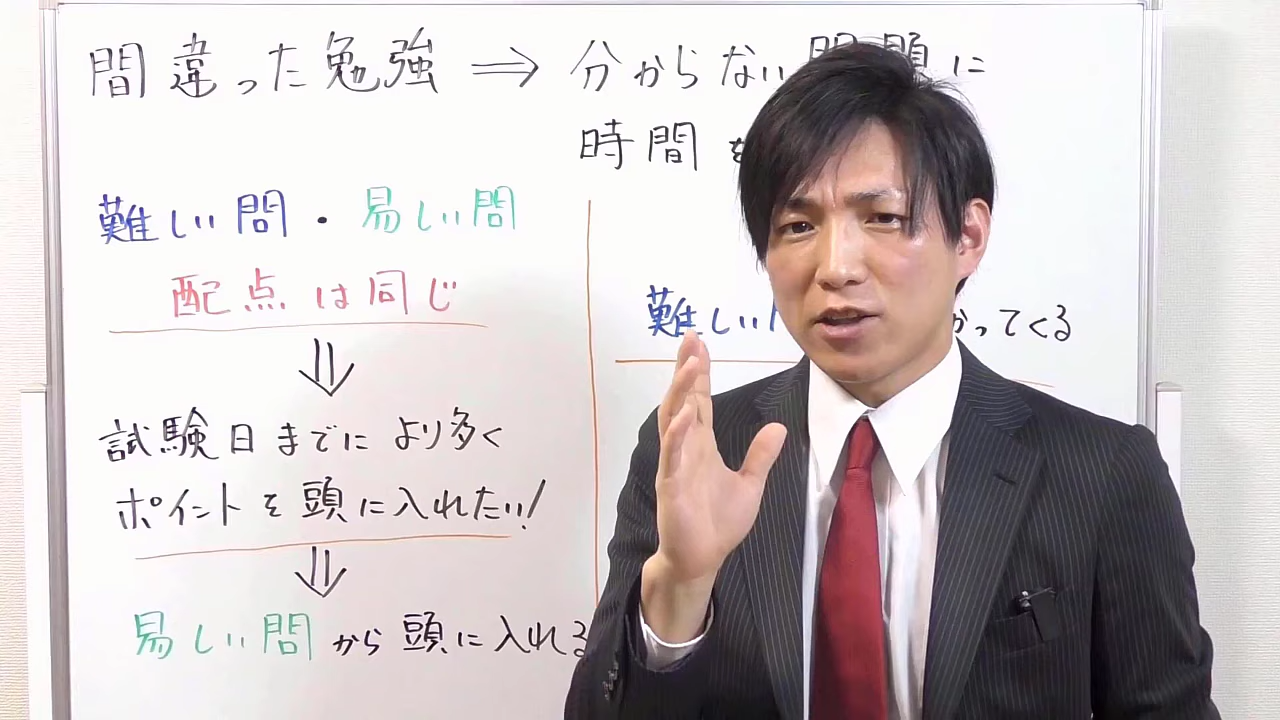 間違った勉強 ⇒ 分からない問題に
時間を
難しい問・易しい問
配点は同じ
⇓
試験日までにより多く
ポイントを頭に入れたい!
⇓
易しい問から頭に入れる
難しい
かってくる